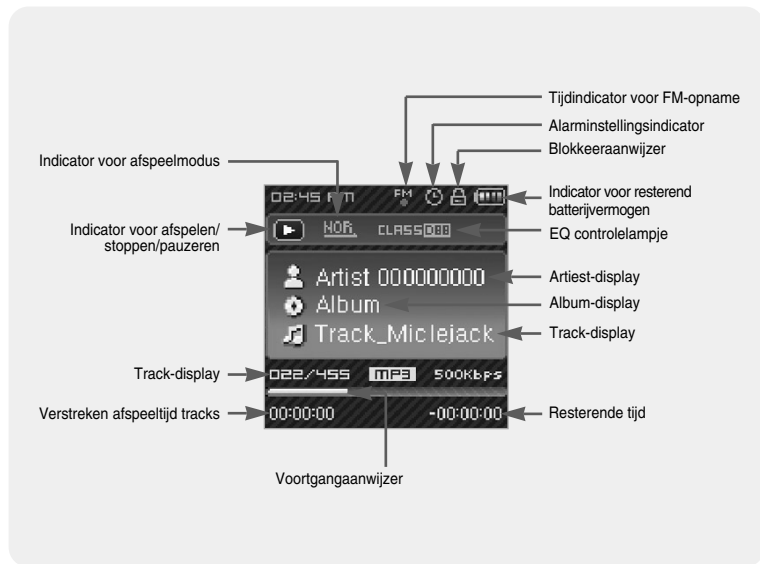 Tijdindicator voor FM-opname
Alarminstellingsindicator
Blokkeeraanwijzer
Indicator voor afspeelmodus
Indicator voor resterend
batterijvermogen
02:45 PM
FM
Indicator voor afspelen/
stoppen/pauzeren
NOR.
CLASS
EQ controlelampje
Artist 000000000
Artiest-display
Album
Album-display
Track_Miclejack
Track-display
Track-display
022/455 MP3 500Kbps
Verstreken afspeeltijd tracks
00:00:00 -00:00:00
Resterende tijd
Voortgangaanwijzer